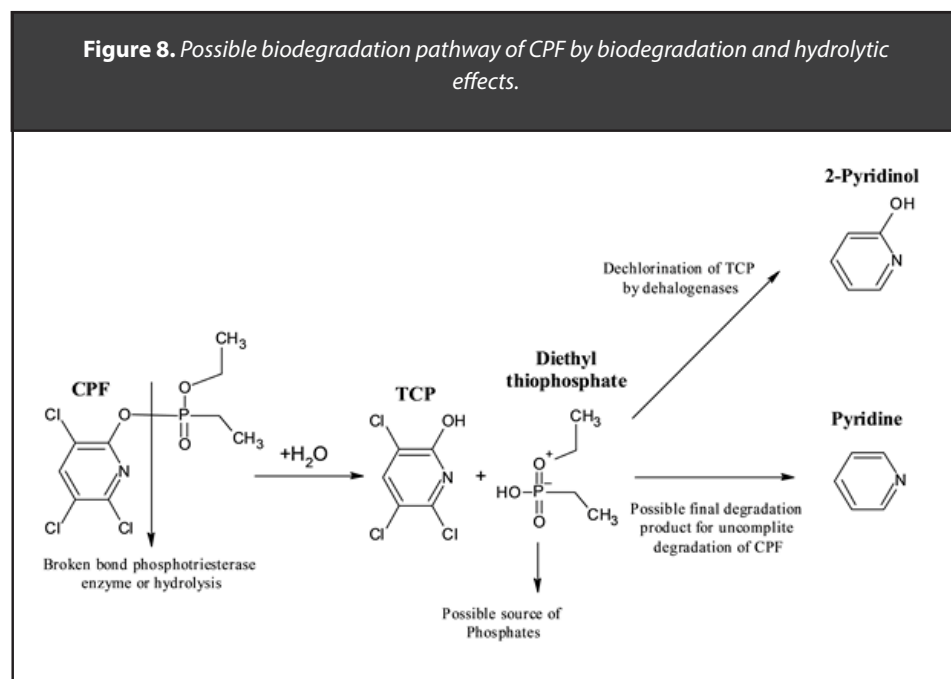 Figure 8. Possible biodegradation pathway of CPF by biodegradation and hydrolytic
effects.
2-Pyridinol
OH
N
Dechlorination of TCP
by dehalogenases
CH3
O
CPF
Cl
O
P
O
CH3
N
Cl
Cl
Broken bond phosphotriesterase
enzyme or hydrolysis
+H2O
TCP
OH
Cl
N
Cl
Cl
+
Diethyl
thiophosphate
CH3
O+
HO
P−
O
CH3
Possible source of
Phosphates
Pyridine
N
Possible final degradation
product for uncomplite
degradation of CPF